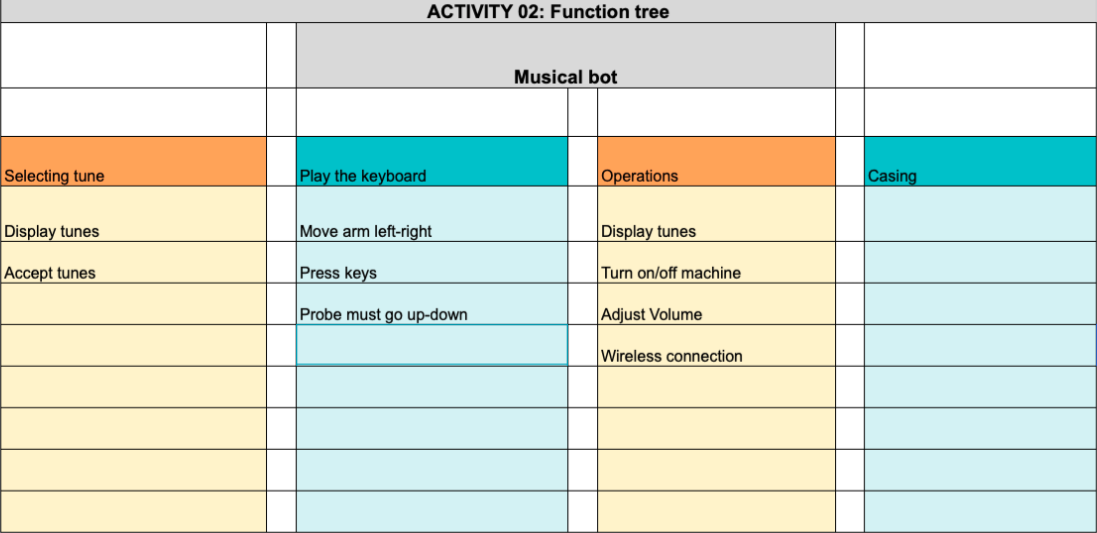 ACTIVITY 02: Function tree
Musical bot
Selecting tune
Play the keyboard
Operations
Casing
Display tunes
Move arm left-right
Display tunes
Accept tunes
Press keys
Turn on/off machine
Probe must go up-down
Adjust Volume
Wireless connection